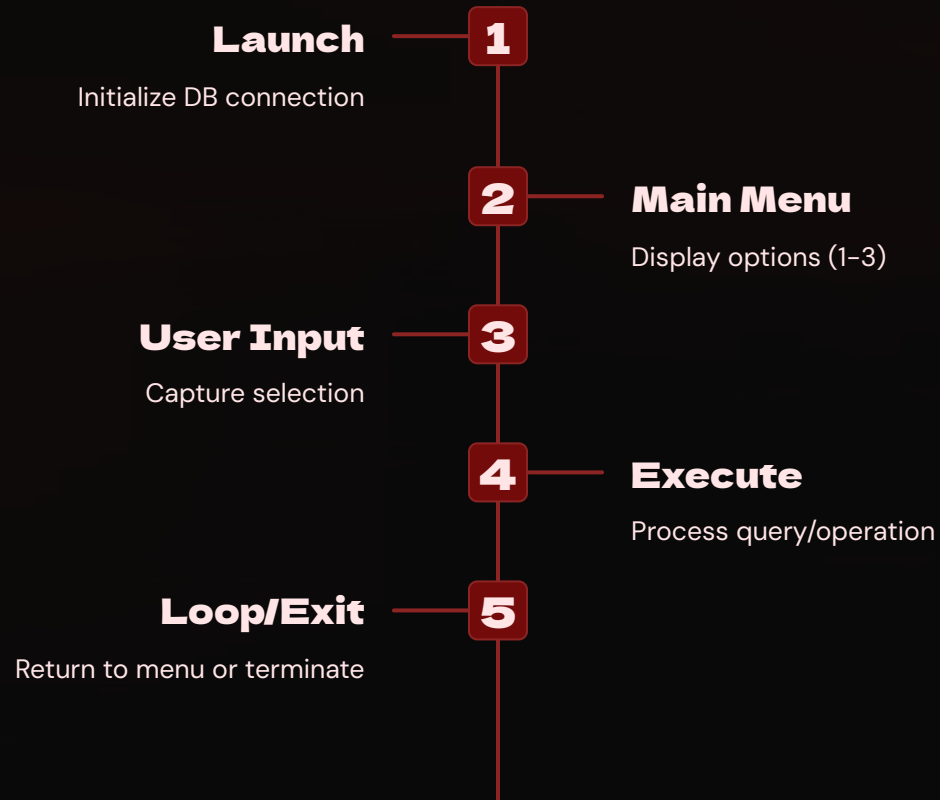 1
Launch
Initialize DB connection
2
Main Menu
Display options (1-3)
3
User Input
Capture selection
4
Execute
Process query/operation
5
Loop/Exit
Return to menu or terminate